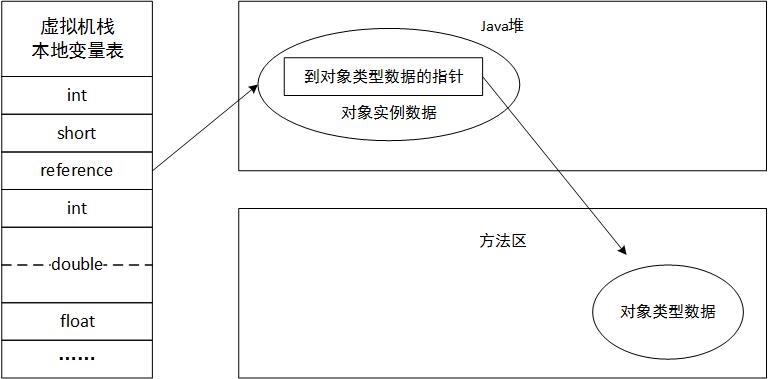 虚拟机栈
本地变量表
int
short
reference
int
double
float
······
Java堆
到对象类型数据的指针
对象实例数据
方法区
对象类型数据